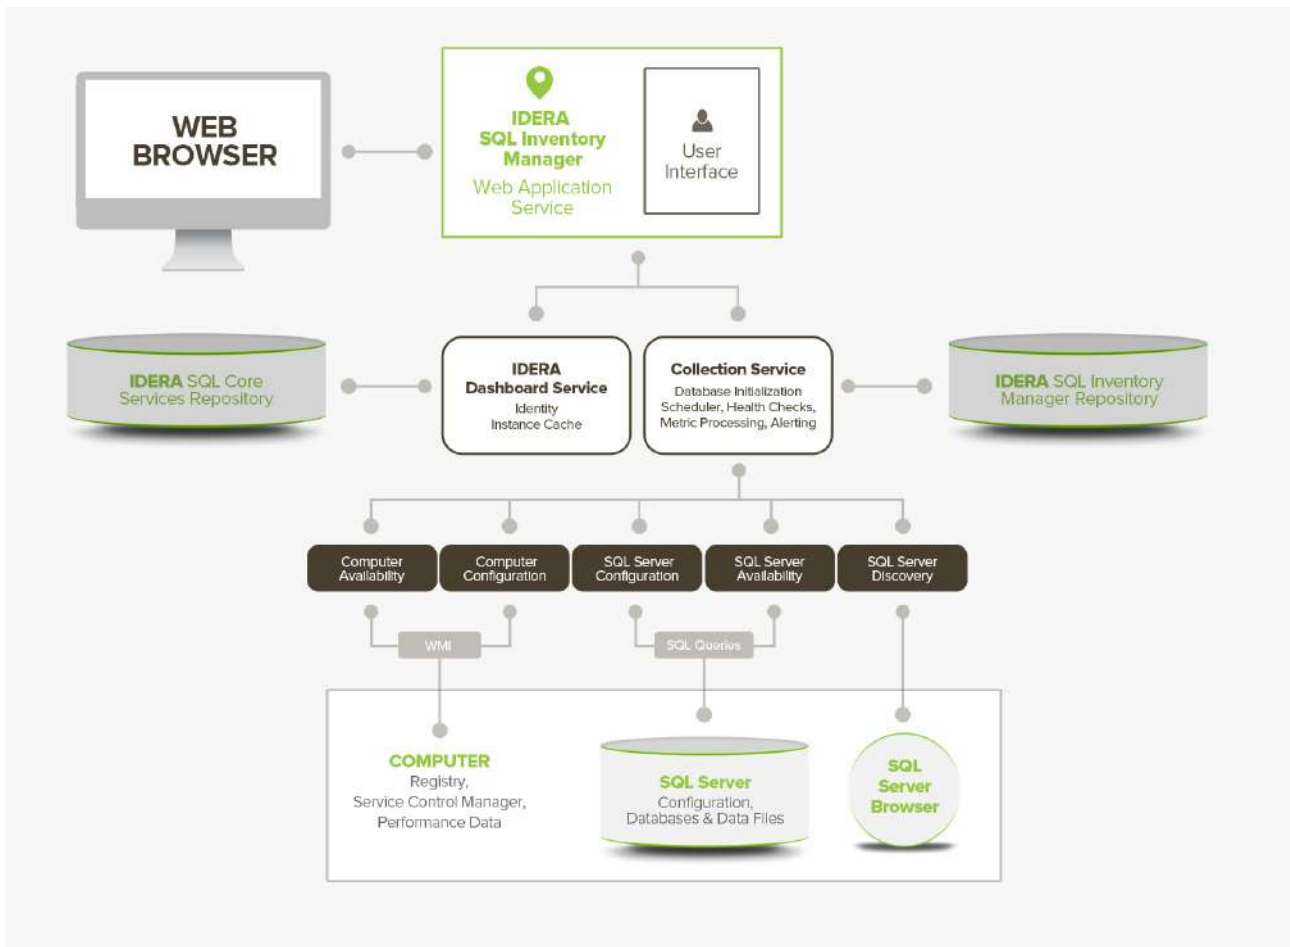 WEB
BROWSER
IDERA
SQL Inventory
Manager
Web Application
Service
User
Interface
IDERA SQL Core
Services Repository
IDERA
Dashboard Service
Identity
Instance Cache
Collection Service
Database Initialization
Scheduler, Health Checks,
Metric Processing, Alerting
IDERA SQL Inventory
Manager Repository
Computer
Availability
Computer
Configuration
SQL Server
Configuration
SQL Server
Availability
SQL Server
Discovery
WMI
SQL Queries
COMPUTER
Registry,
Service Control Manager,
Performance Data
SQL Server
Configuration,
Databases & Data Files
SQL
Server
Browser